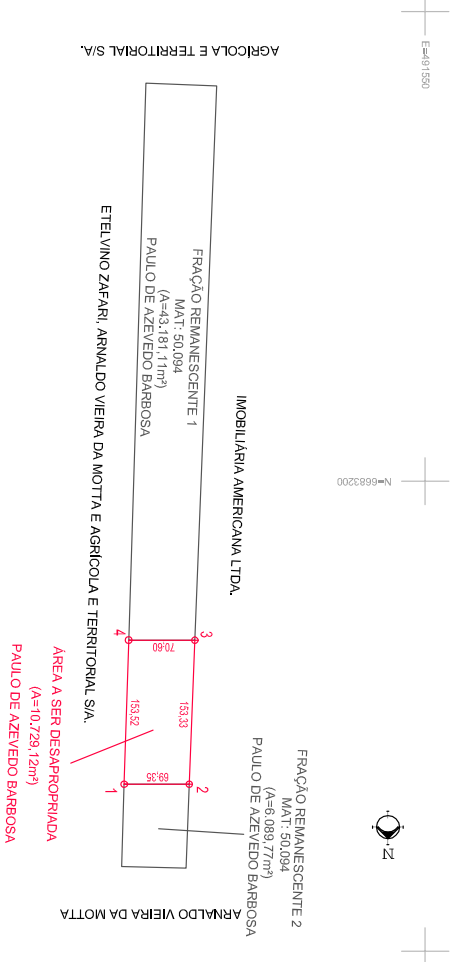 E=491550
N=6683200
N
AGRÍCOLA E TERRITORIAL S/A.
IMOBILIÁRIA AMERICANA LTDA.
FRAÇÃO REMANESCENTE 1
MAT: 50.094
(A=43.181,11m²)
PAULO DE AZEVEDO BARBOSA
ETELVINO ZAFARI, ARNALDO VIEIRA DA MOTTA E AGRÍCOLA E TERRITORIAL S/A.
3
4
70,60
153,33
153,52
69,35
2
1
FRAÇÃO REMANESCENTE 2
MAT: 50.094
(A=6.089,77m²)
PAULO DE AZEVEDO BARBOSA
ÁREA A SER DESAPROPRIADA
(A=10.729,12m²)
PAULO DE AZEVEDO BARBOSA
ARNALDO VIEIRA DA MOTTA